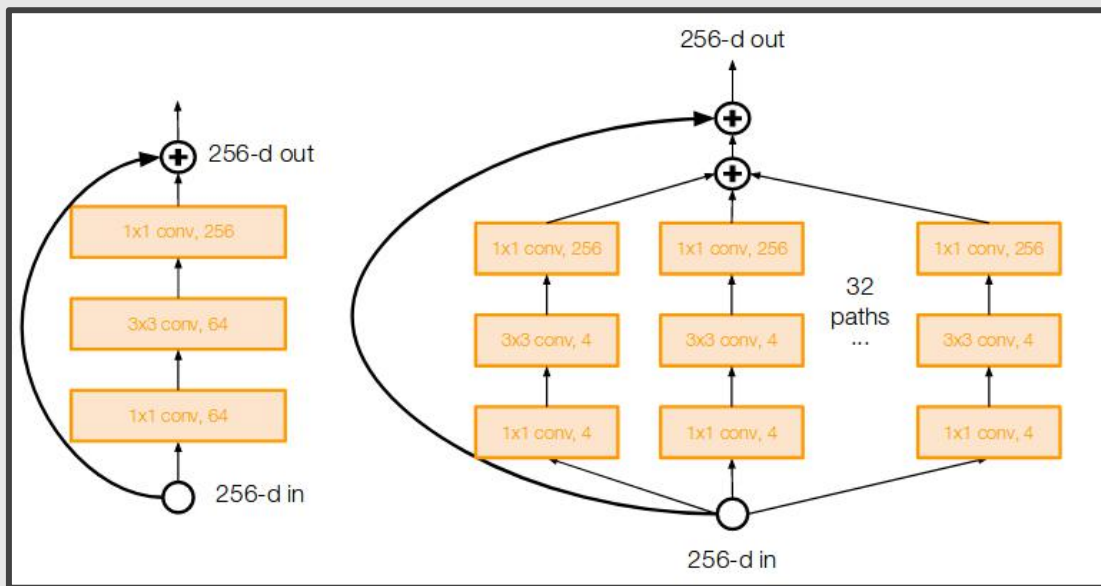 256-d out
1x1 conv, 256
3x3 conv, 64
1x1 conv, 64
256-d in
256-d out
1x1 conv, 256
1x1 conv, 256
1x1 conv, 256
32
paths
...
3x3 conv, 4
3x3 conv, 4
3x3 conv, 4
1x1 conv, 4
1x1 conv, 4
1x1 conv, 4
256-d in